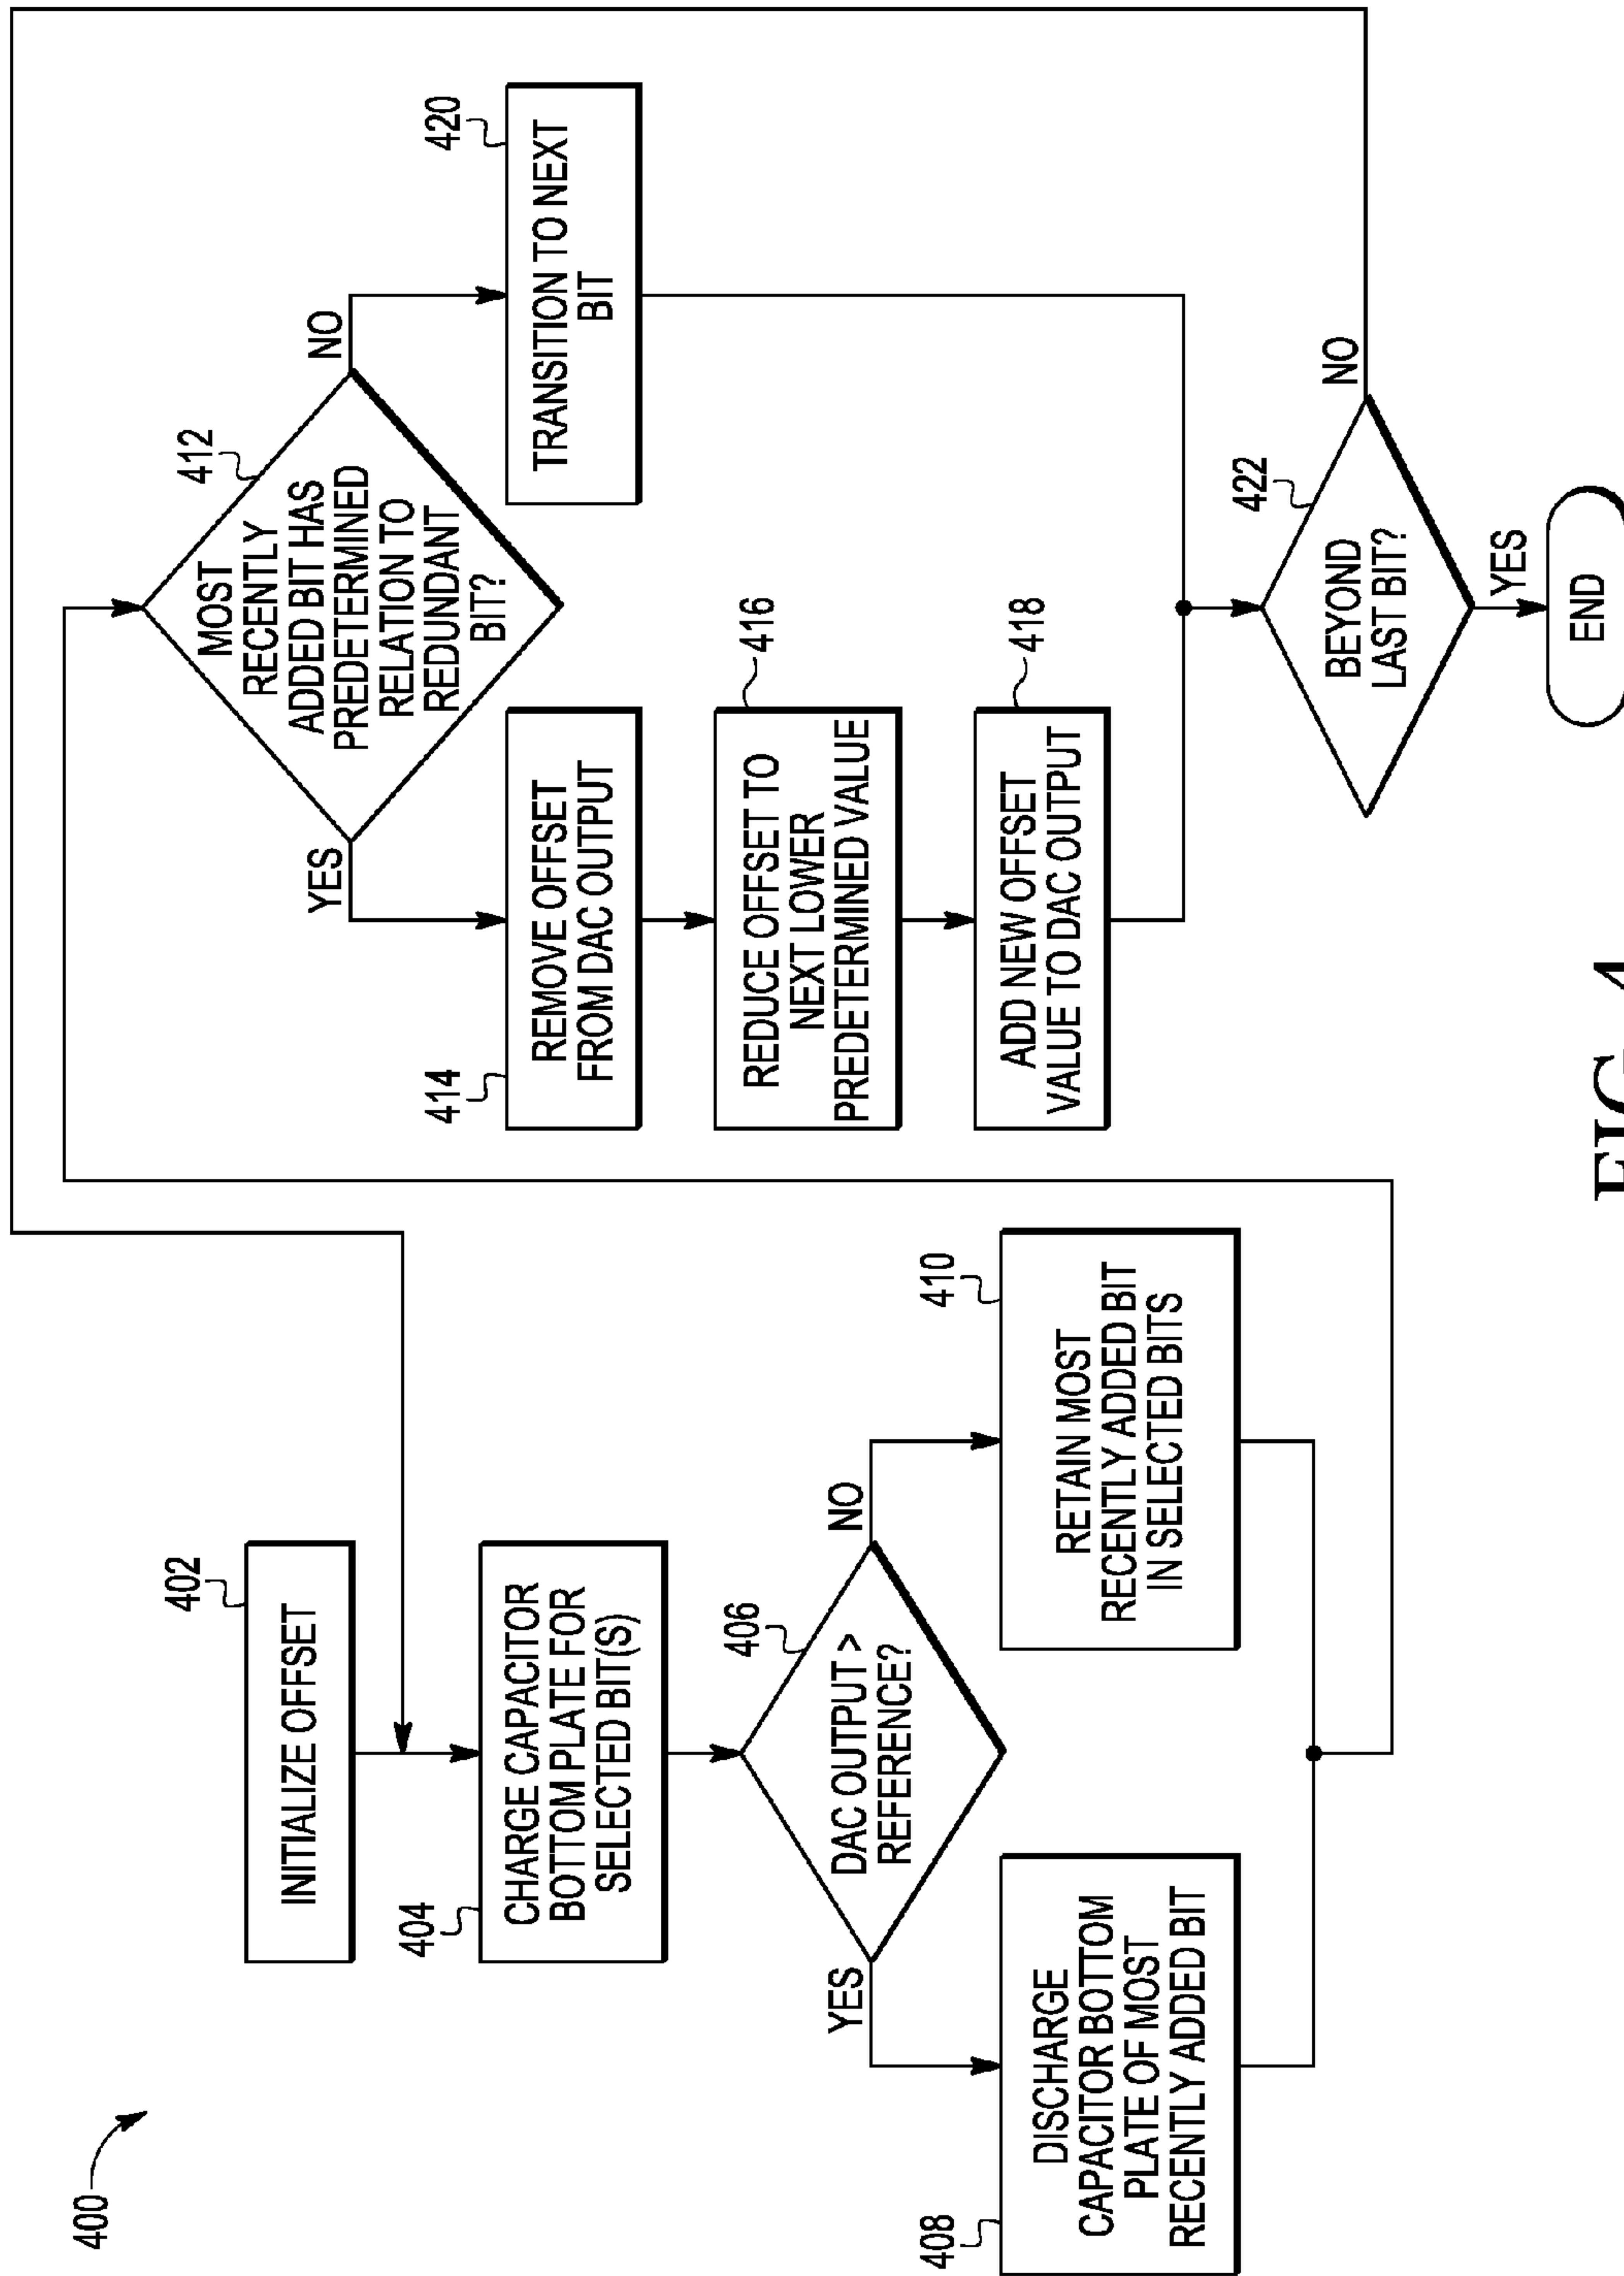 400
402
INITIALIZE OFFSET
404
CHARGE CAPACITOR
BOTTOM PLATE FOR
SELECTED BIT(S)
406
DAC OUTPUT >
REFERENCE?
YES
NO
408
DISCHARGE
CAPACITOR BOTTOM
PLATE OF MOST
RECENTLY ADDED BIT
410
RETAIN MOST
RECENTLY ADDED BIT
IN SELECTED BITS
412
MOST
RECENTLY
ADDED BIT HAS
PREDETERMINED
RELATION TO
REDUNDANT
BIT?
YES
NO
414
REMOVE OFFSET
FROM DAC OUTPUT
416
REDUCE OFFSET TO
NEXT LOWER
PREDETERMINED VALUE
418
ADD NEW OFFSET
VALUE TO DAC OUTPUT
420
TRANSITION TO NEXT
BIT
422
BEYOND
LAST BIT?
NO
YES
END
FIG. 4